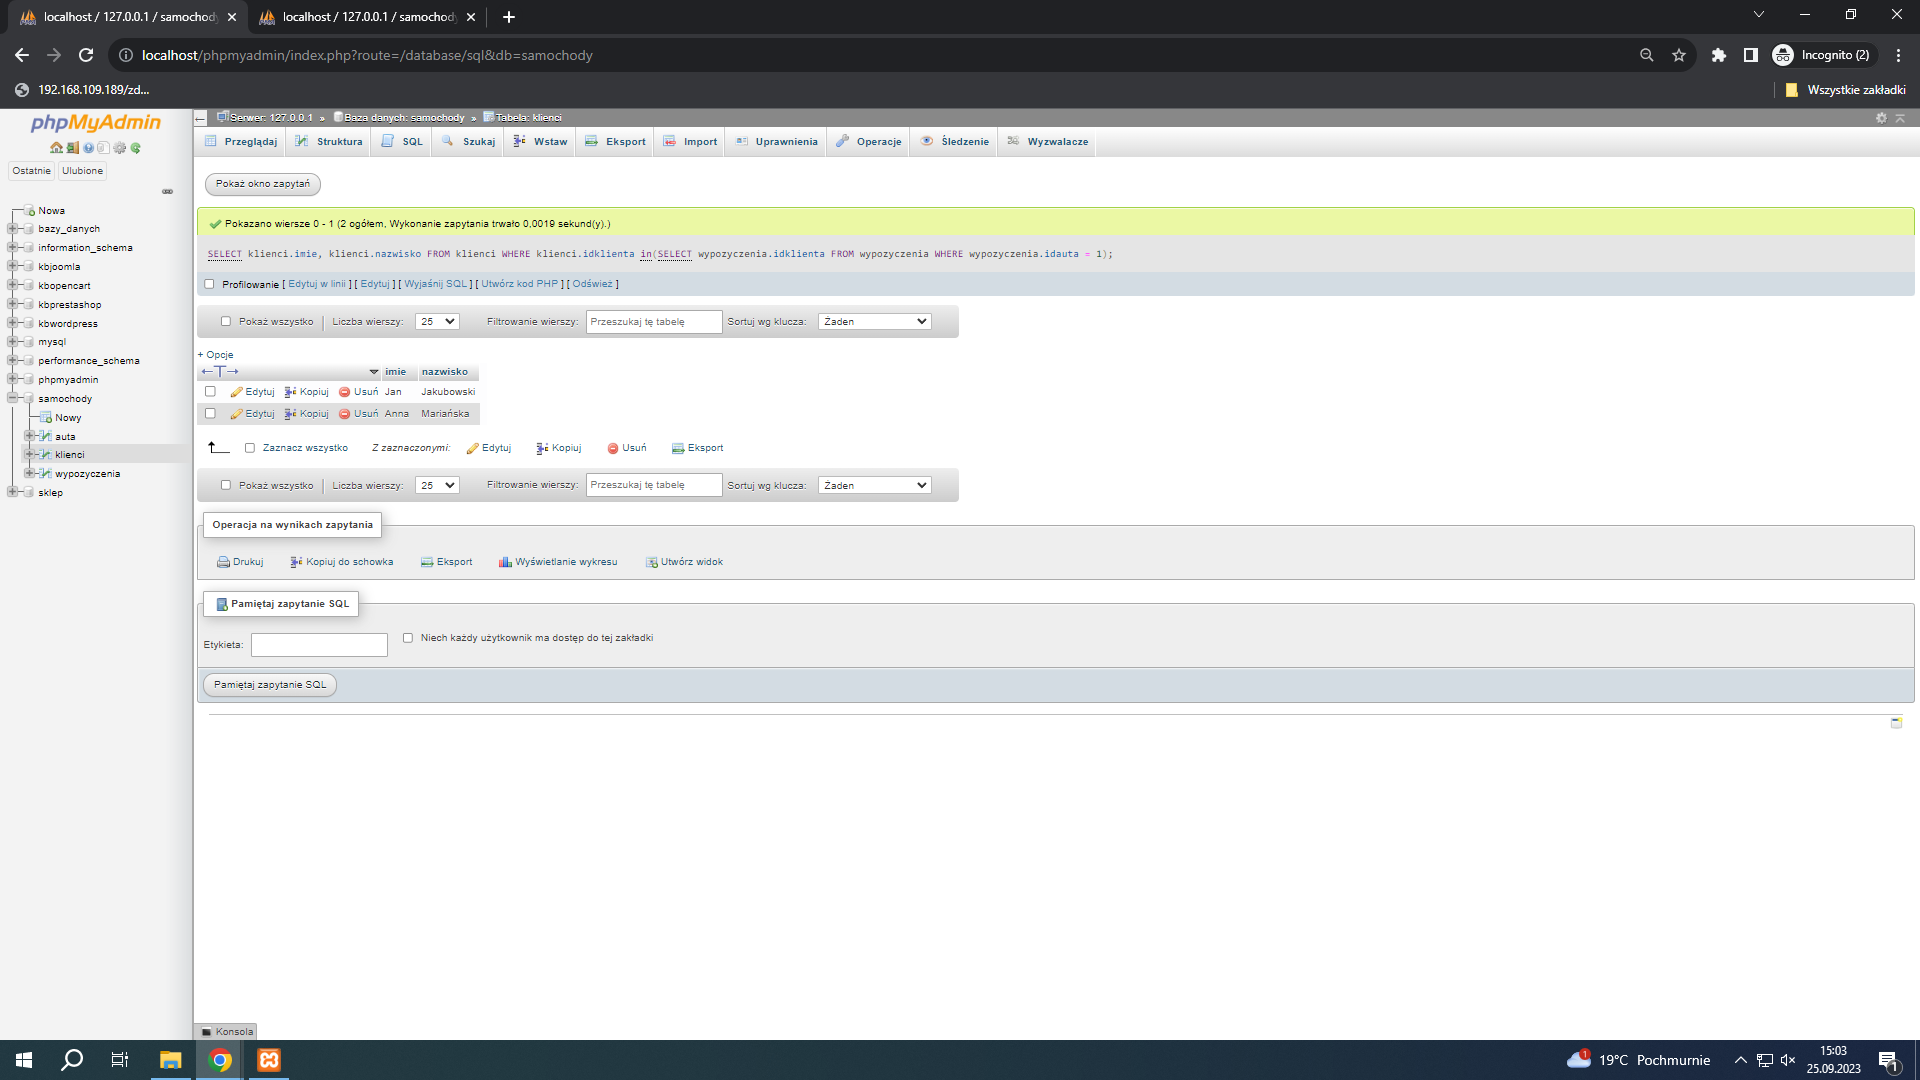 localhost / 127.0.0.1 / samochody
localhost / 127.0.0.1 / samochody
localhost/phpmyadmin/index.php?route=/database/sql&db=samochody
Incognito (2)
192.168.109.189/zd...
Wszystkie zakładki
phpMyAdmin
Ostatnie Ulubione
Nowa
bazy_danych
information_schema
kbjoomla
kbopencart
kbprestashop
kbwordpress
mysql
performance_schema
phpmyadmin
samochody
Nowy
auta
klienci
wypozyczenia
sklep
Serwer: 127.0.0.1 » Baza danych: samochody » Tabela: klienci
Przeglądaj Struktura SQL Szukaj Wstaw Eksport Import Uprawnienia Operacje Śledzenie Wyzwalacze
Pokaż okno zapytań
Pokazano wiersze 0 - 1 (2 ogółem, Wykonanie zapytania trwało 0,0019 sekund(y).)
SELECT klienci.imie, klienci.nazwisko FROM klienci WHERE klienci.idklienta in(SELECT wypozyczenia.idklienta FROM wypozyczenia WHERE wypozyczenia.idauta = 1);
Profilowanie [ Edytuj w linii ] [ Edytuj ] [ Wyjaśnij SQL ] [ Utwórz kod PHP ] [ Odśwież ]
Pokaż wszystko Liczba wierszy: 25 Filtrowanie wierszy: Przeszukaj tę tabelę Sortuj wg klucza: Żaden
+ Opcje
←T→ imie nazwisko
Edytuj Kopiuj Usuń Jan Jakubowski
Edytuj Kopiuj Usuń Anna Mariańska
Zaznacz wszystko Z zaznaczonymi: Edytuj Kopiuj Usuń Eksport
Pokaż wszystko Liczba wierszy: 25 Filtrowanie wierszy: Przeszukaj tę tabelę Sortuj wg klucza: Żaden
Operacja na wynikach zapytania
Drukuj Kopiuj do schowka Eksport Wyświetlanie wykresu Utwórz widok
Pamiętaj zapytanie SQL
Etykieta: Niech każdy użytkownik ma dostęp do tej zakładki
Pamiętaj zapytanie SQL
Konsola
1 19°C Pochmurnie
15:03
25.09.2023
1